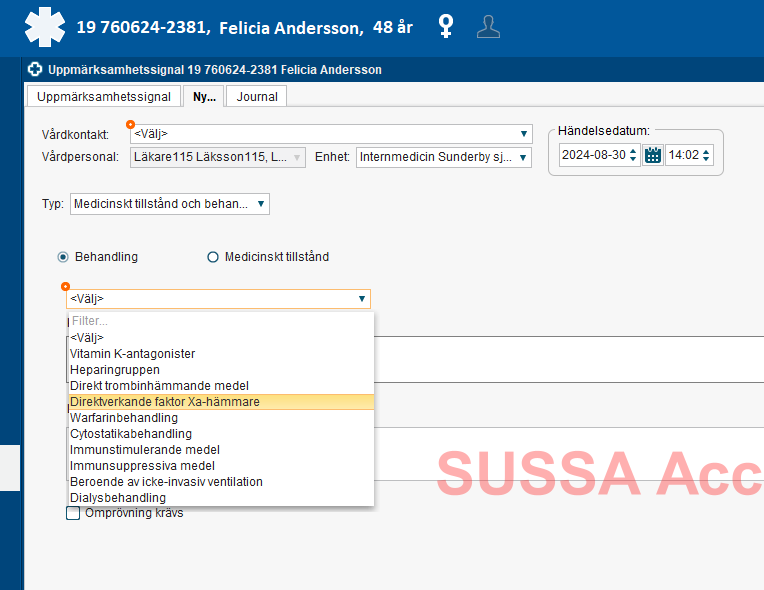 19 760624-2381, Felicia Andersson, 48 år
Uppmärksamhetssignal 19 760624-2381 Felicia Andersson
Uppmärksamhetssignal Ny... Journal
Vårdkontakt: <Välj>
Händelsedatum:
Vårdpersonal: Läkare115 Läksson115, L... Enhet: Internmedicin Sunderby sj...
2024-08-30 14:02
Typ: Medicinskt tillstånd och behan...
Behandling Medicinskt tillstånd
<Välj>
Filter...
<Välj>
Vitamin K-antagonister
Heparingruppen
Direkt trombinhämmande medel
Direktverkande faktor Xa-hämmare
Warfarinbehandling
Cytostatikabehandling
Immunstimulerande medel
Immunsuppressiva medel
Beroende av icke-invasiv ventilation
Dialysbehandling
Omprövning krävs
SUSSA Acc